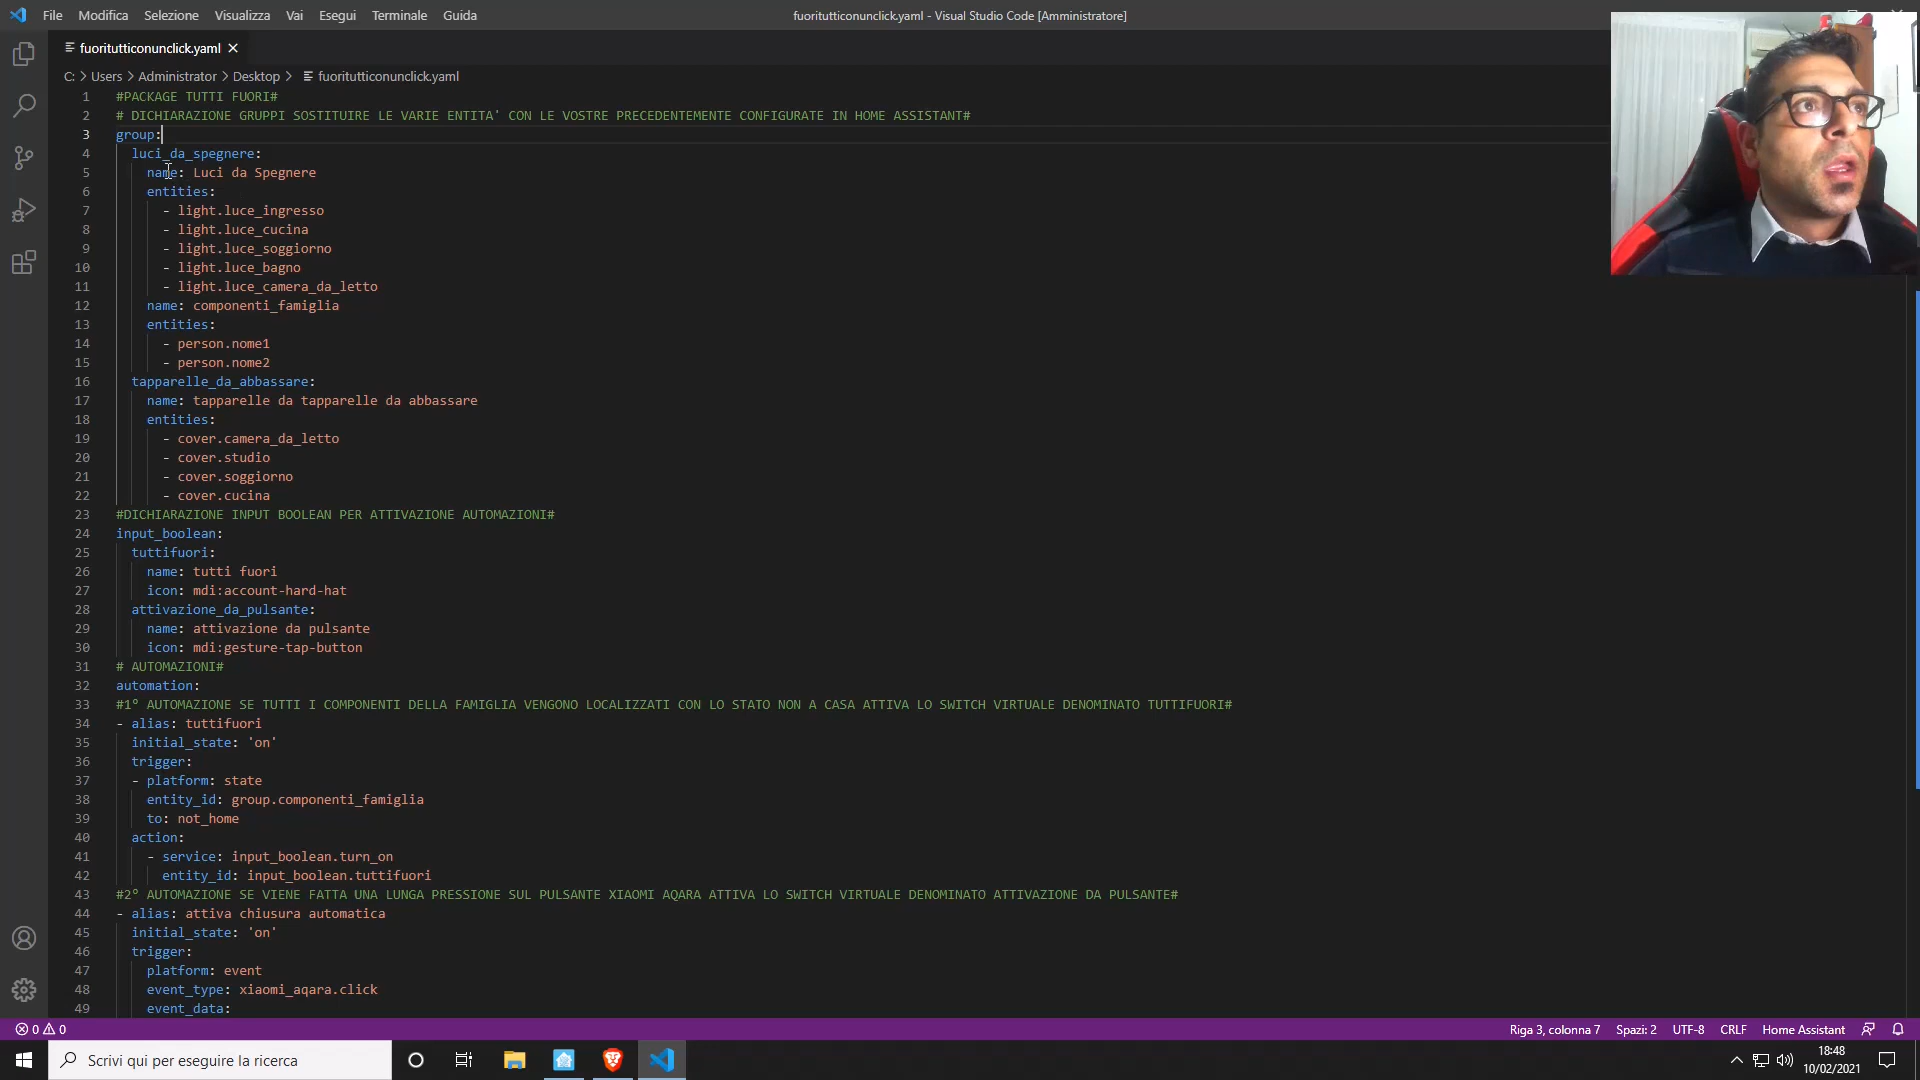 File Modifica Selezione Visualizza Vai Esegui Terminale Guida
fuoritutticonunclick.yaml - Visual Studio Code [Amministratore]
fuoritutticonunclick.yaml
C: > Users > Administrator > Desktop > fuoritutticonunclick.yaml
1 #PACKAGE TUTTI FUORI#
2 # DICHIARAZIONE GRUPPI SOSTITUIRE LE VARIE ENTITA' CON LE VOSTRE PRECEDENTEMENTE CONFIGURATE IN HOME ASSISTANT#
3 group:
4 luci_da_spegnere:
5 name: Luci da Spegnere
6 entities:
7 - light.luce_ingresso
8 - light.luce_cucina
9 - light.luce_soggiorno
10 - light.luce_bagno
11 - light.luce_camera_da_letto
12 name: componenti_famiglia
13 entities:
14 - person.nome1
15 - person.nome2
16 tapparelle_da_abbassare:
17 name: tapparelle da tapparelle da abbassare
18 entities:
19 - cover.camera_da_letto
20 - cover.studio
21 - cover.soggiorno
22 - cover.cucina
23 #DICHIARAZIONE INPUT BOOLEAN PER ATTIVAZIONE AUTOMAZIONI#
24 input_boolean:
25 tuttifuori:
26 name: tutti fuori
27 icon: mdi:account-hard-hat
28 attivazione_da_pulsante:
29 name: attivazione da pulsante
30 icon: mdi:gesture-tap-button
31 # AUTOMAZIONI#
32 automation:
33 #1° AUTOMAZIONE SE TUTTI I COMPONENTI DELLA FAMIGLIA VENGONO LOCALIZZATI CON LO STATO NON A CASA ATTIVA LO SWITCH VIRTUALE DENOMINATO TUTTIFUORI#
34 - alias: tuttifuori
35 initial_state: 'on'
36 trigger:
37 - platform: state
38 entity_id: group.componenti_famiglia
39 to: not_home
40 action:
41 - service: input_boolean.turn_on
42 entity_id: input_boolean.tuttifuori
43 #2° AUTOMAZIONE SE VIENE FATTA UNA LUNGA PRESSIONE SUL PULSANTE XIAOMI AQARA ATTIVA LO SWITCH VIRTUALE DENOMINATO ATTIVAZIONE DA PULSANTE#
44 - alias: attiva chiusura automatica
45 initial_state: 'on'
46 trigger:
47 platform: event
48 event_type: xiaomi_aqara.click
49 event_data:
0 0 Riga 3, colonna 7 Spazi: 2 UTF-8 CRLF Home Assistant
Scrivi qui per eseguire la ricerca
18:48
10/02/2021